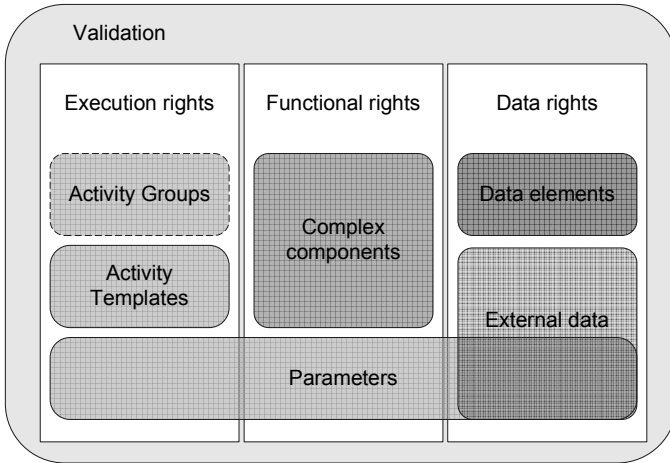 Validation
Execution rights
Functional rights
Data rights
Activity Groups
Complex
components
Data elements
Activity
Templates
External data
Parameters